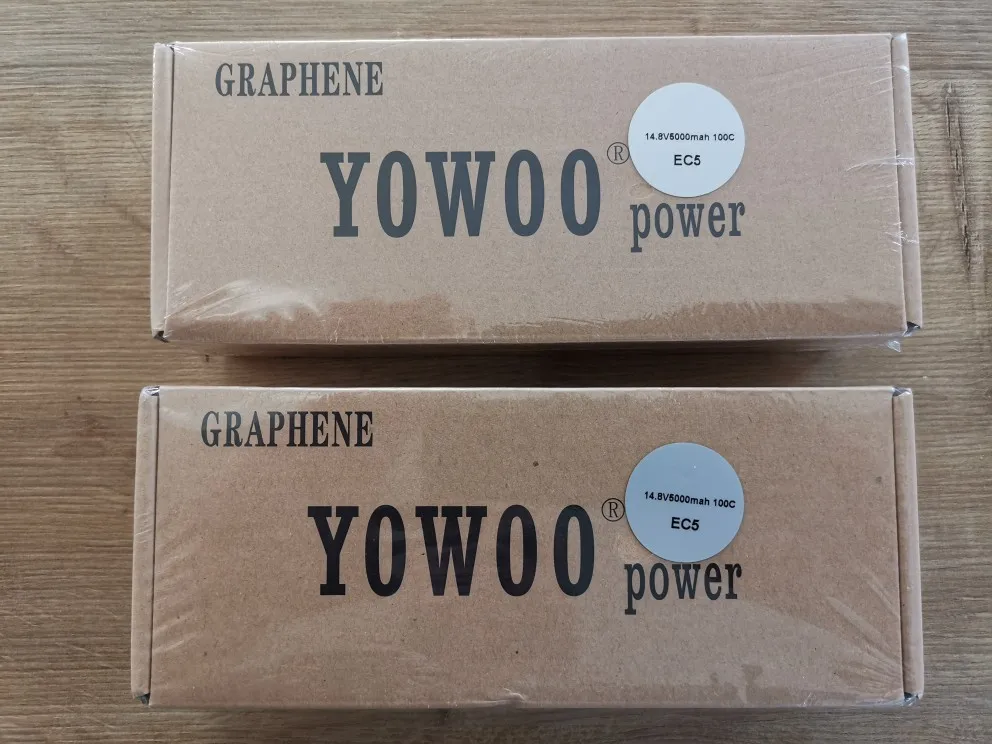 GRAPHENE
YOWOO®
power
14.8V5000mah 100C
EC5
GRAPHENE
YOWOO®
power
14.8V5000mah 100C
EC5